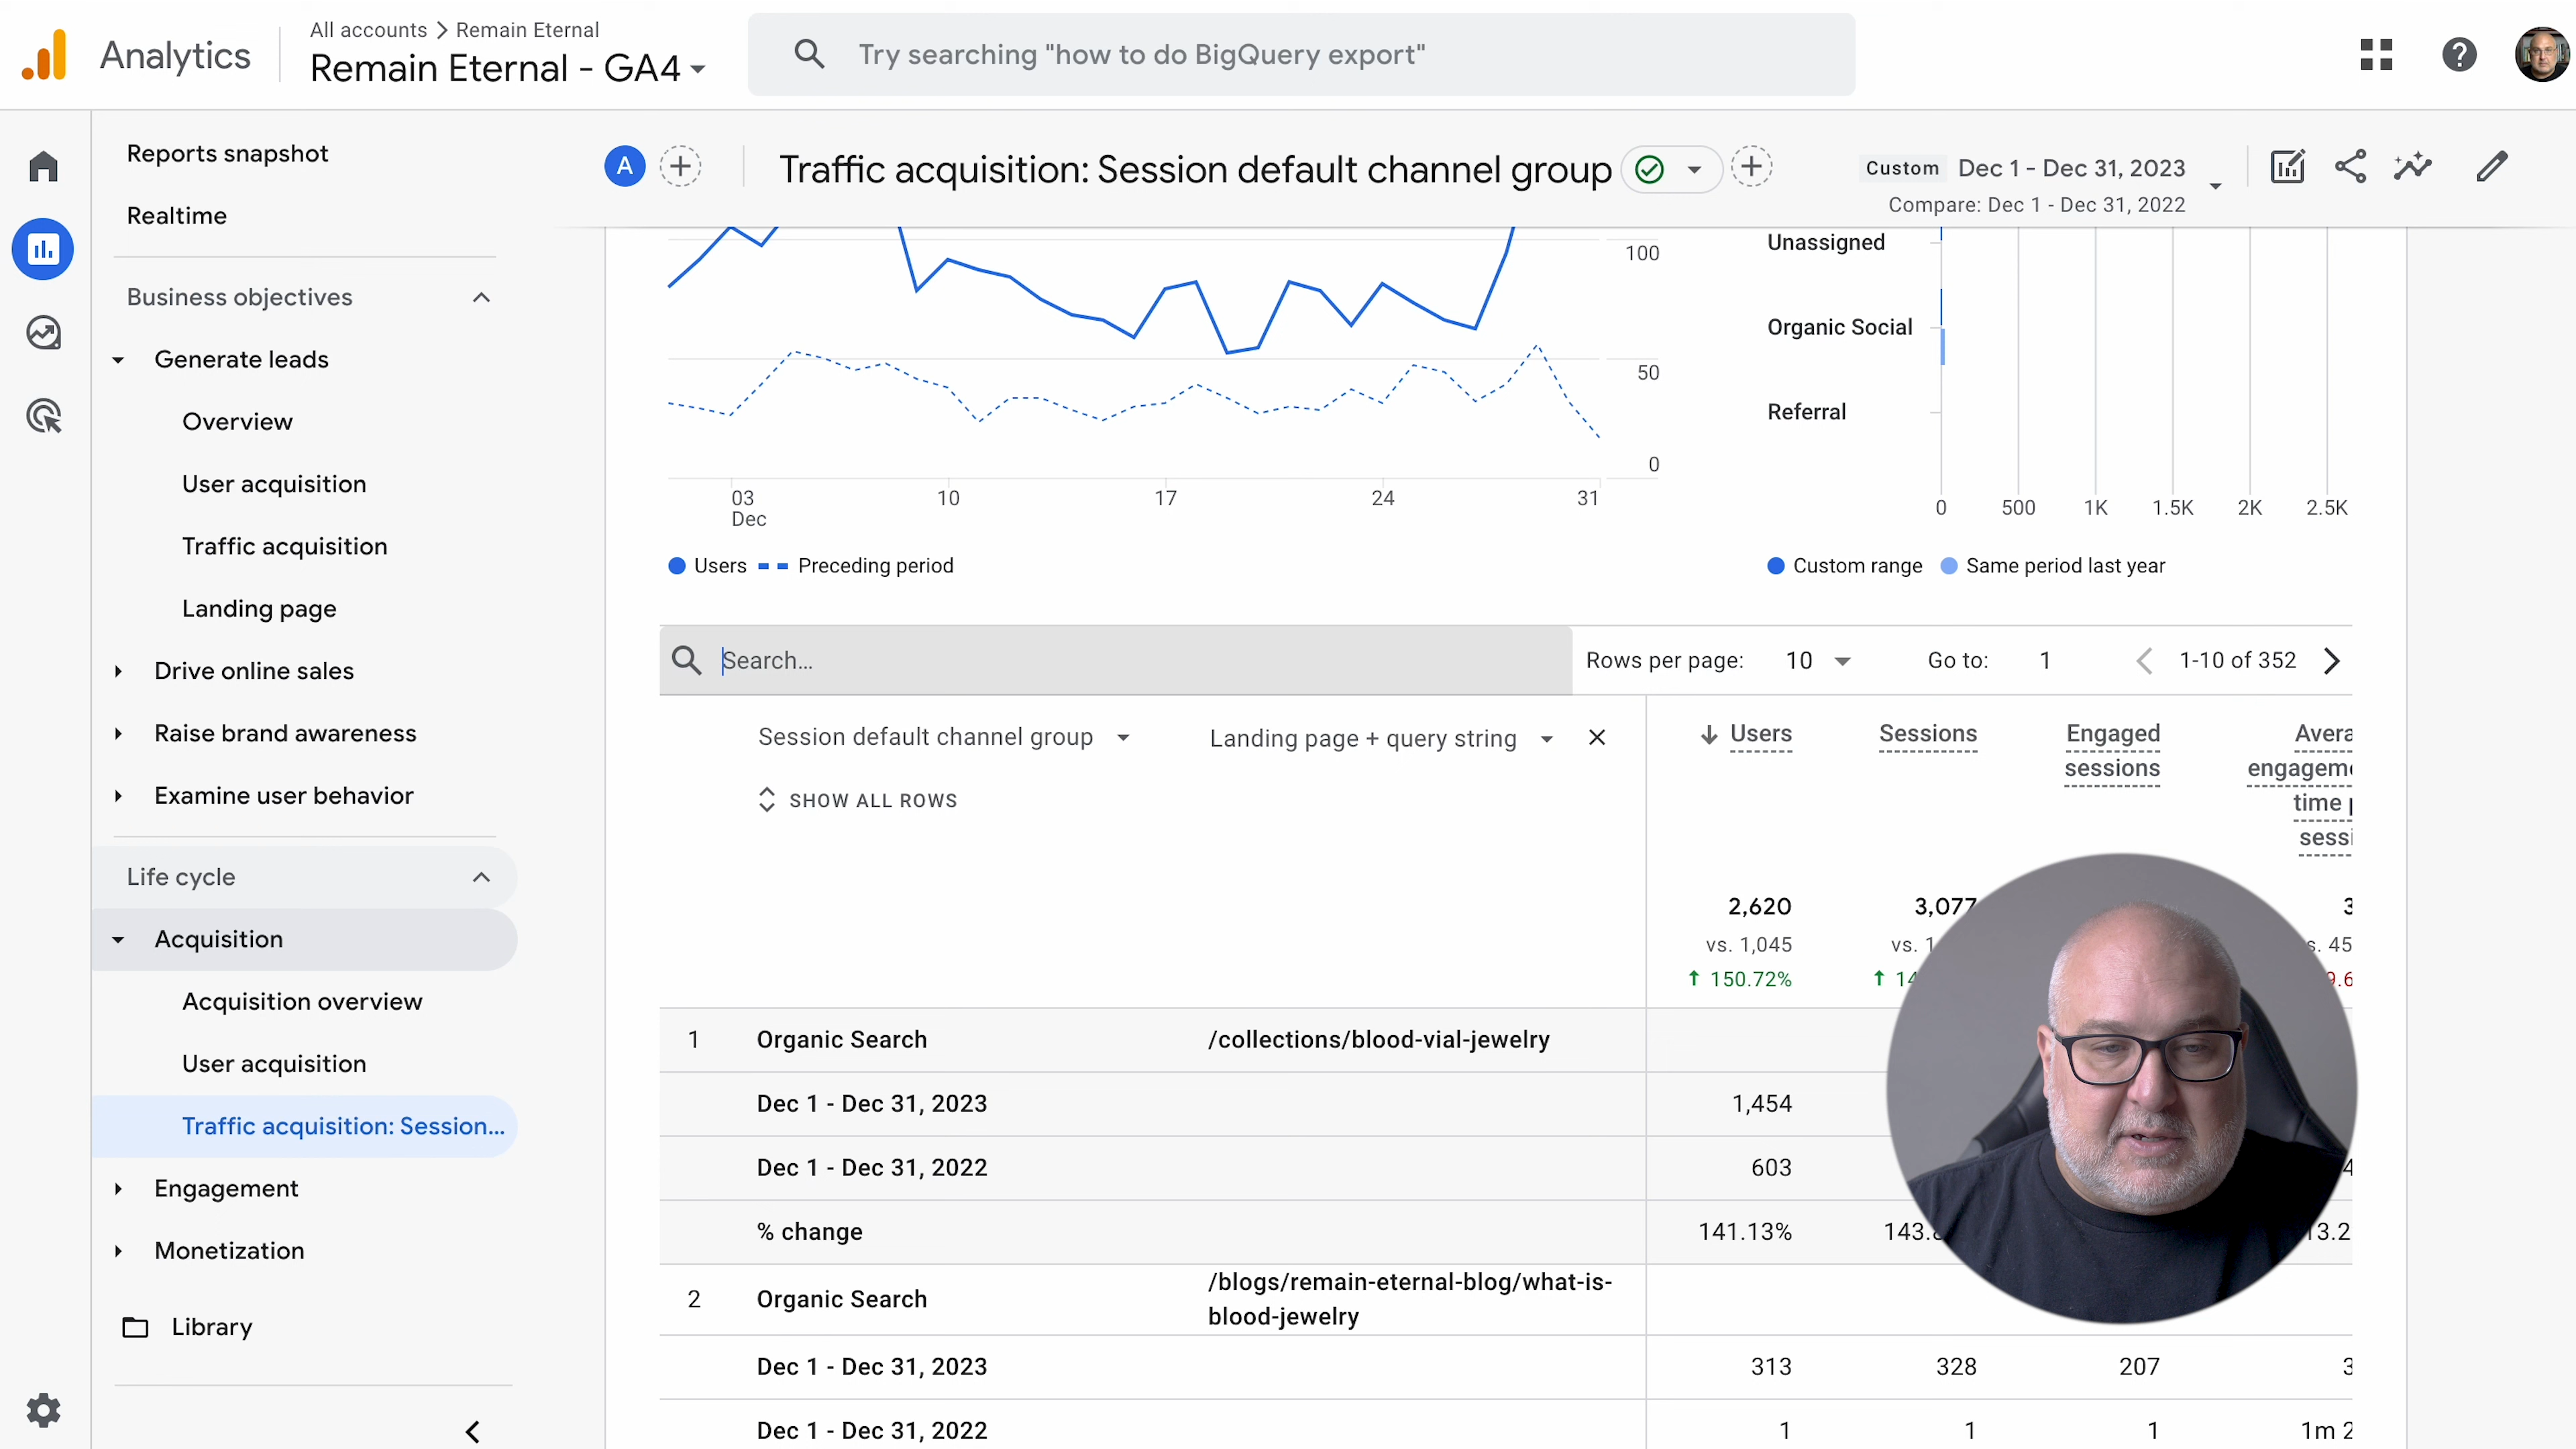 Analytics
All accounts > Remain Eternal
Remain Eternal - GA4
Try searching "how to do BigQuery export"
Reports snapshot
Realtime
Business objectives
Generate leads
Overview
User acquisition
Traffic acquisition
Landing page
Drive online sales
Raise brand awareness
Examine user behavior
Life cycle
Acquisition
Acquisition overview
User acquisition
Traffic acquisition: Session...
Engagement
Monetization
Library
A
Traffic acquisition: Session default channel group
Custom Dec 1 - Dec 31, 2023
Compare: Dec 1 - Dec 31, 2022
100
50
0
03 10 17 24 31
Dec
Users Preceding period
Unassigned
Organic Social
Referral
0 500 1K 1.5K 2K 2.5K
Custom range Same period last year
Search…
Rows per page: 10 Go to: 1 1-10 of 352
Session default channel group Landing page + query string
SHOW ALL ROWS
Users Sessions Engaged
sessions
2,620 3,077
vs. 1,045 vs.
150.72%
1 Organic Search /collections/blood-vial-jewelry
Dec 1 - Dec 31, 2023 1,454
Dec 1 - Dec 31, 2022 603
% change 141.13%
2 Organic Search /blogs/remain-eternal-blog/what-is-
blood-jewelry
Dec 1 - Dec 31, 2023 313 328 207
Dec 1 - Dec 31, 2022 1 1 1